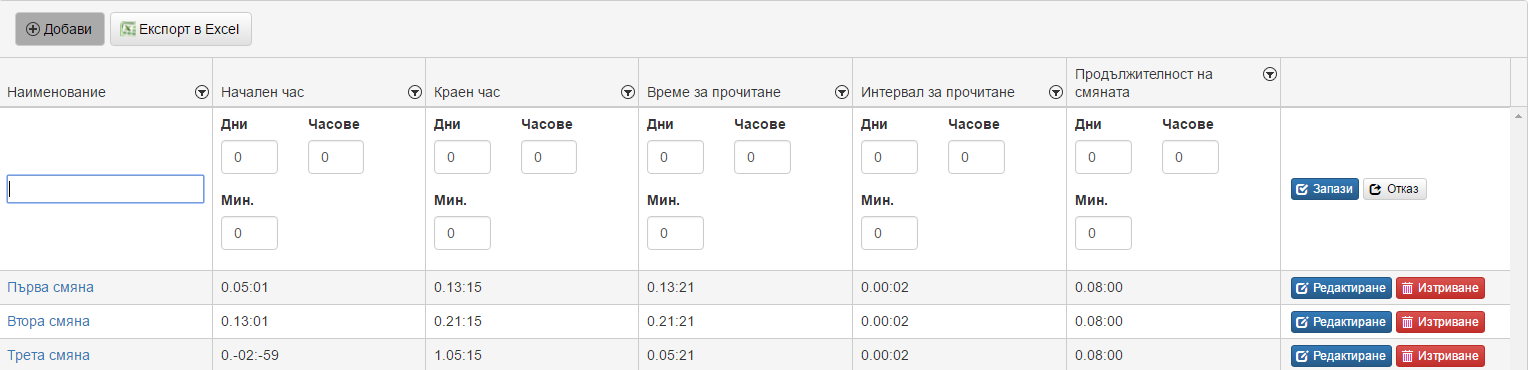 Добави Експорт в Excel
Продължителност на
Наименование Начален час Краен час Време за прочитане Интервал за прочитане смяната
Дни Часове Дни Часове Дни Часове Дни Часове Дни Часове
0 0 0 0 0 0 0 0 0 0
Запази Отказ
Мин. Мин. Мин. Мин. Мин.
0 0 0 0 0
Първа смяна 0.05:01 0.13:15 0.13:21 0.00:02 0.08:00 Редактиране Изтриване
Втора смяна 0.13:01 0.21:15 0.21:21 0.00:02 0.08:00 Редактиране Изтриване
Трета смяна 0.-02:-59 1.05:15 0.05:21 0.00:02 0.08:00 Редактиране Изтриване